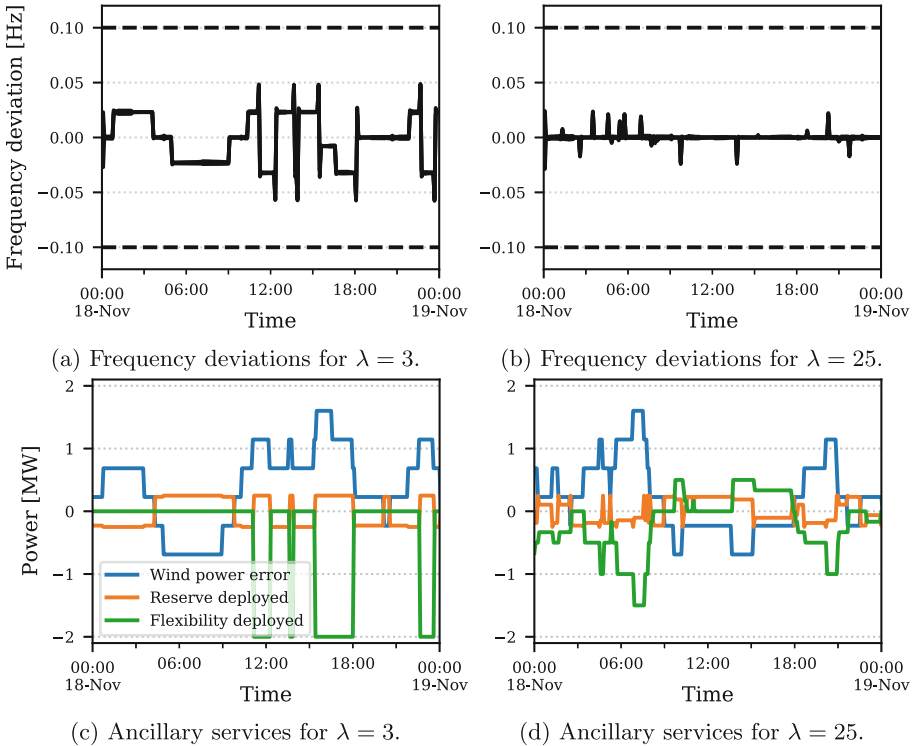 Frequency deviation [Hz]
0.10
0.05
0.00
−0.05
−0.10
00:00 06:00 12:00 18:00 00:00
18-Nov 19-Nov
Time
(a) Frequency deviations for λ = 3.
0.10
0.05
0.00
−0.05
−0.10
00:00 06:00 12:00 18:00 00:00
18-Nov 19-Nov
Time
(b) Frequency deviations for λ = 25.
Power [MW]
2
1
0
−1
−2
Wind power error
Reserve deployed
Flexibility deployed
00:00 06:00 12:00 18:00 00:00
18-Nov 19-Nov
Time
(c) Ancillary services for λ = 3.
2
1
0
−1
−2
00:00 06:00 12:00 18:00 00:00
18-Nov 19-Nov
Time
(d) Ancillary services for λ = 25.